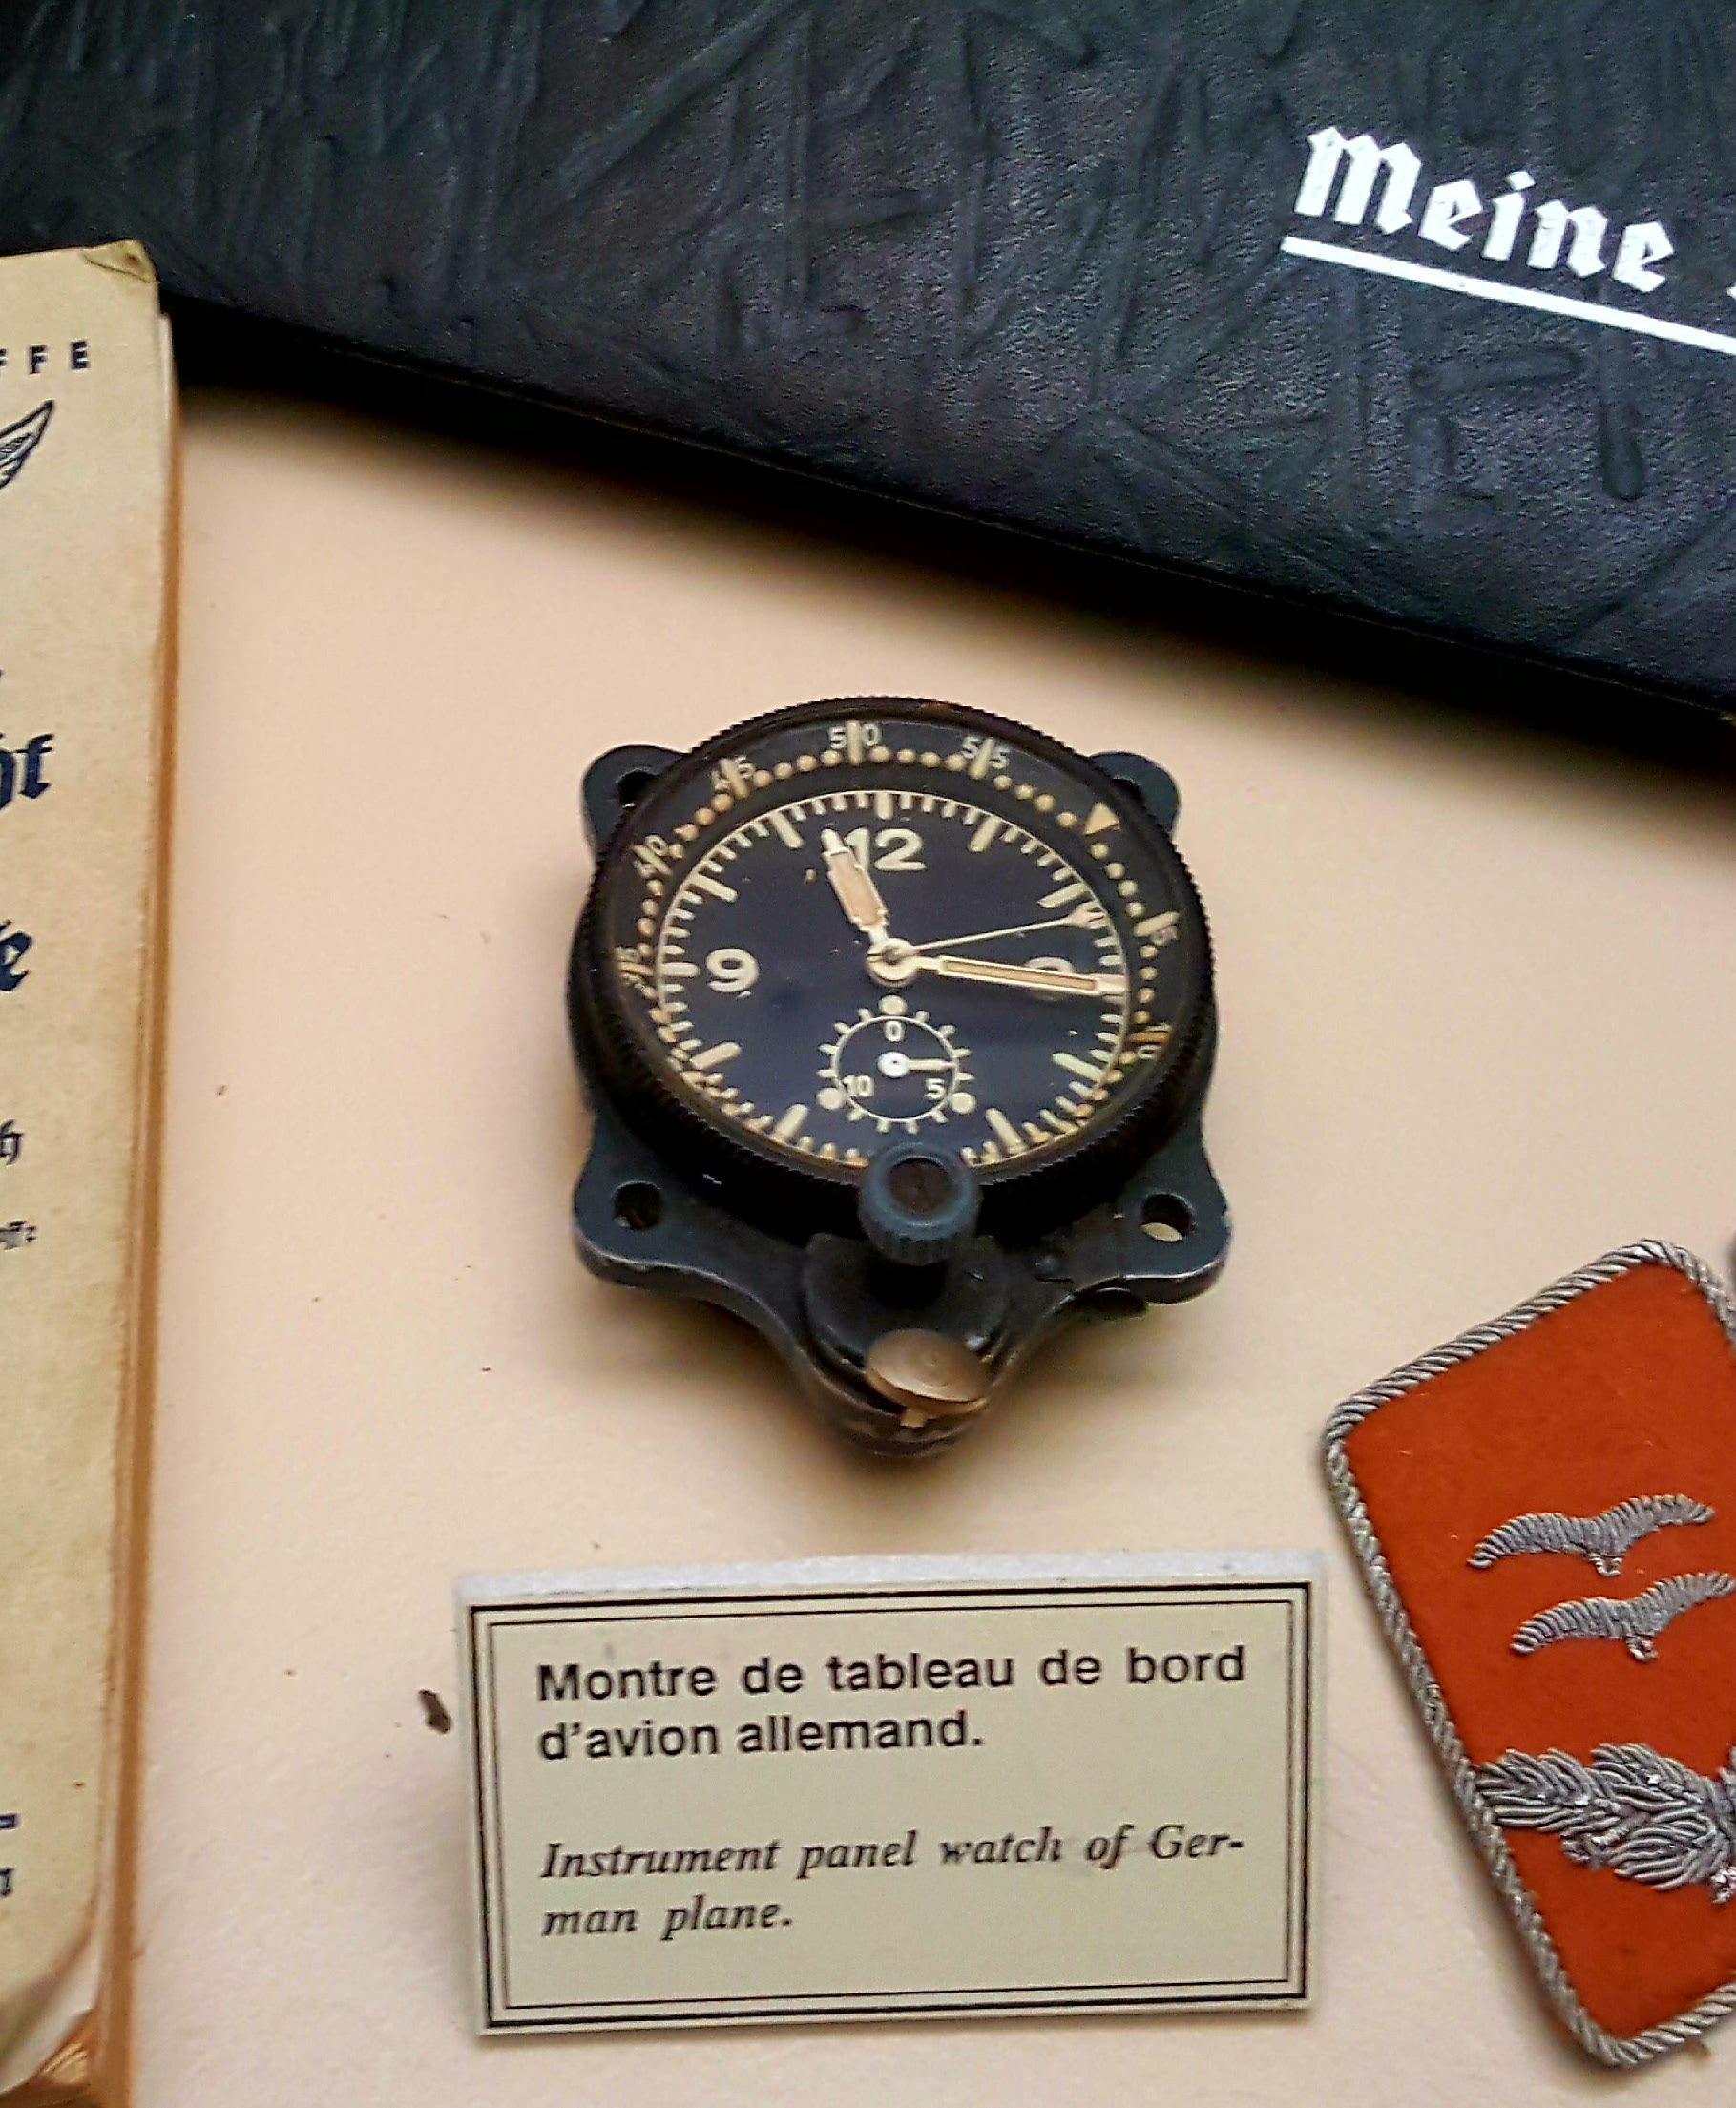 Meine
FFE
50
55
45
40
35
5
10
12
9
0
10 5
Montre de tableau de bord
d'avion allemand.
Instrument panel watch of Ger-
man plane.